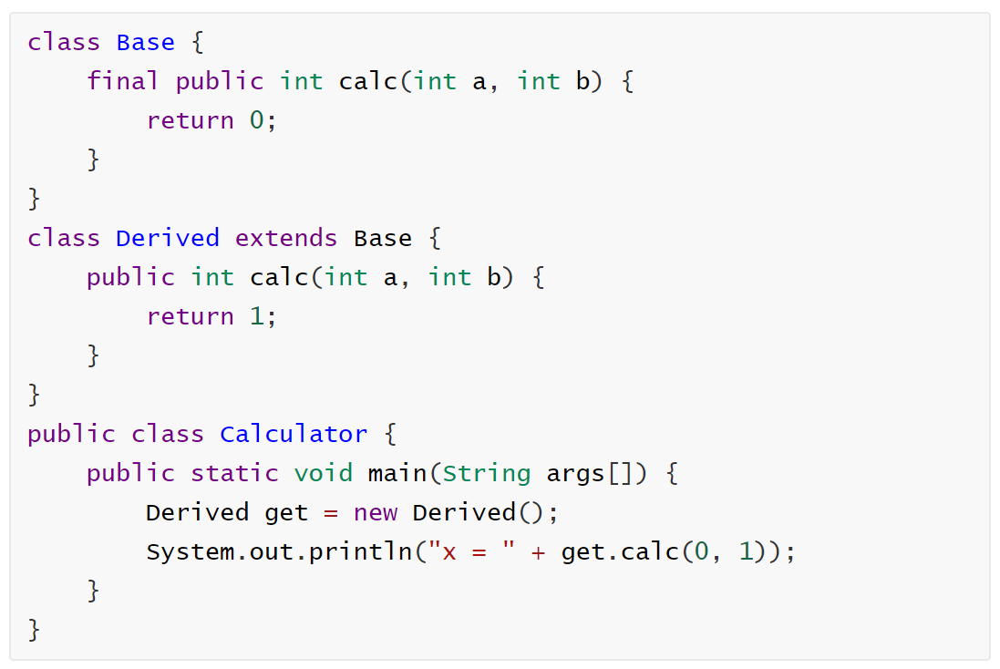 class Base {
    final public int calc(int a, int b) {
        return 0;
    }
}
class Derived extends Base {
    public int calc(int a, int b) {
        return 1;
    }
}
public class Calculator {
    public static void main(String args[]) {
        Derived get = new Derived();
        System.out.println("x = " + get.calc(0, 1));
    }
}